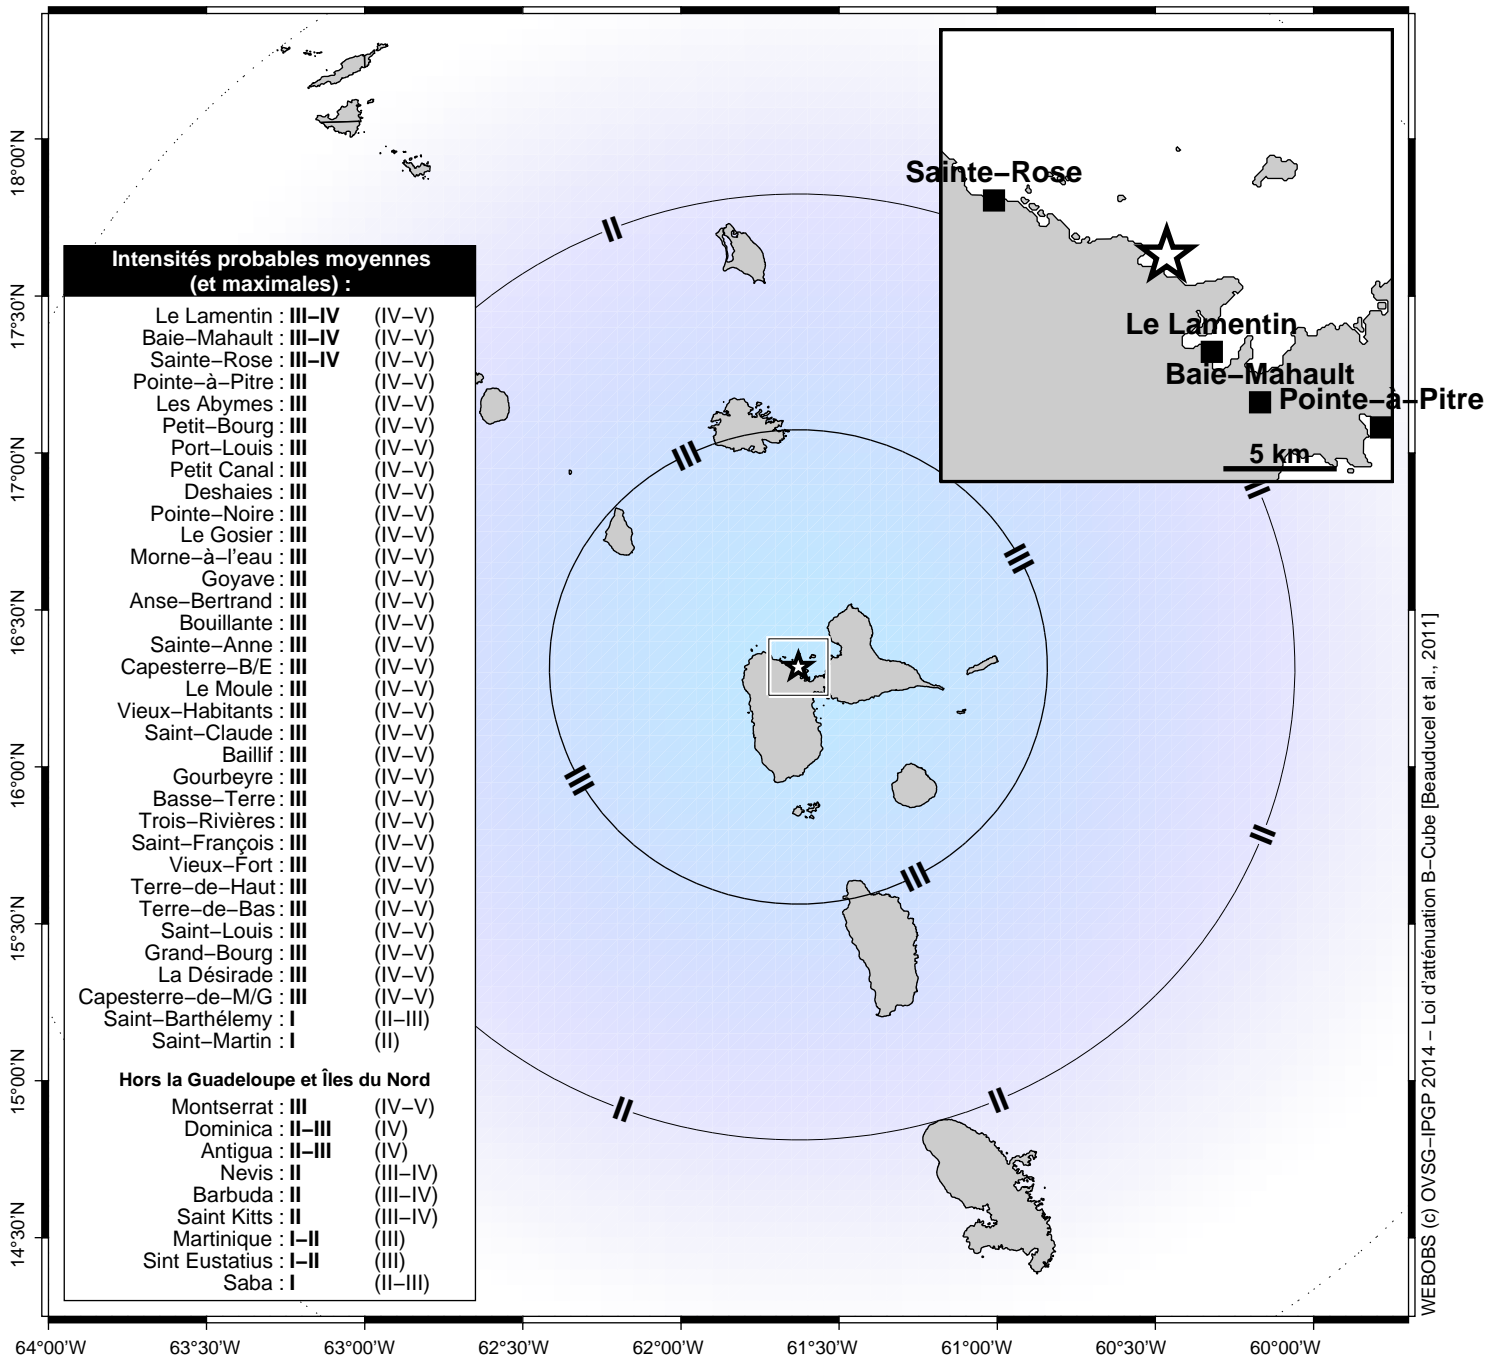 Sainte−Rose
Le Lamentin
Baie−Mahault
Pointe−à−Pitre
5 km
Intensités probables moyennes
(et maximales) :
Le Lamentin : III−IV (IV−V)
Baie−Mahault : III−IV (IV−V)
Sainte−Rose : III−IV (IV−V)
Pointe−à−Pitre : III (IV−V)
Les Abymes : III (IV−V)
Petit−Bourg : III (IV−V)
Port−Louis : III (IV−V)
Petit Canal : III (IV−V)
Deshaies : III (IV−V)
Pointe−Noire : III (IV−V)
Le Gosier : III (IV−V)
Morne−à−l'eau : III (IV−V)
Goyave : III (IV−V)
Anse−Bertrand : III (IV−V)
Bouillante : III (IV−V)
Sainte−Anne : III (IV−V)
Capesterre−B/E : III (IV−V)
Le Moule : III (IV−V)
Vieux−Habitants : III (IV−V)
Saint−Claude : III (IV−V)
Baillif : III (IV−V)
Gourbeyre : III (IV−V)
Basse−Terre : III (IV−V)
Trois−Rivières : III (IV−V)
Saint−François : III (IV−V)
Vieux−Fort : III (IV−V)
Terre−de−Haut : III (IV−V)
Terre−de−Bas : III (IV−V)
Saint−Louis : III (IV−V)
Grand−Bourg : III (IV−V)
La Désirade : III (IV−V)
Capesterre−de−M/G : III (IV−V)
Saint−Barthélemy : I (II−III)
Saint−Martin : I (II)
Hors la Guadeloupe et Îles du Nord
Montserrat : III (IV−V)
Dominica : II−III (IV)
Antigua : II−III (IV)
Nevis : II (III−IV)
Barbuda : II (III−IV)
Saint Kitts : II (III−IV)
Martinique : I−II (III)
Sint Eustatius : I−II (III)
Saba : I (II−III)
II
II
II
II
II
III
III
III
III
18°00'N
17°30'N
17°00'N
16°30'N
16°00'N
15°30'N
15°00'N
14°30'N
64°00'W
63°30'W
63°00'W
62°30'W
62°00'W
61°30'W
61°00'W
60°30'W
60°00'W
WEBOBS (c) OVSG−IPGP 2014 − Loi d'atténuation B−Cube [Beauducel et al., 2011]